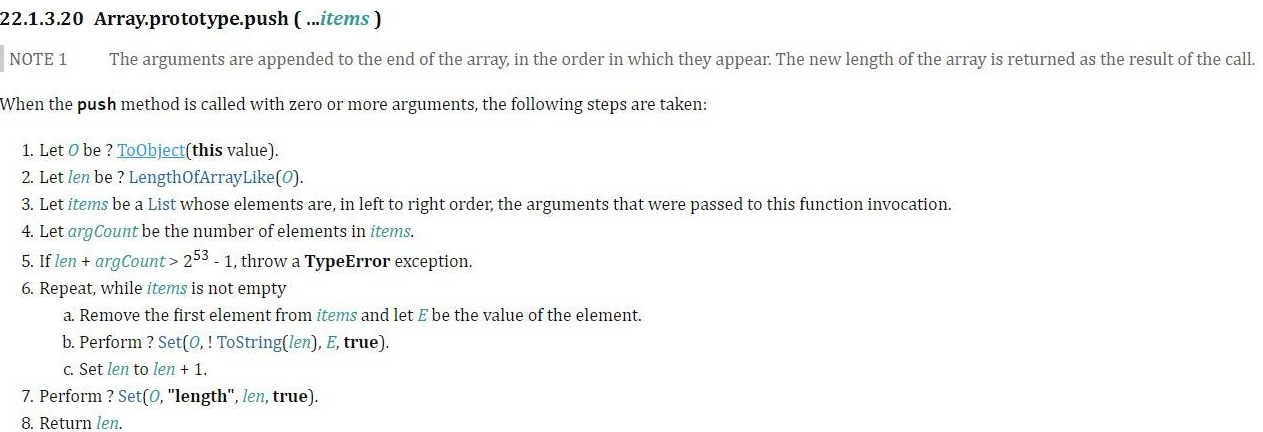 22.1.3.20 Array.prototype.push ( ...items )
NOTE 1 The arguments are appended to the end of the array, in the order in which they appear. The new length of the array is returned as the result of the call.
When the push method is called with zero or more arguments, the following steps are taken:
1. Let O be ? ToObject(this value).
2. Let len be ? LengthOfArrayLike(O).
3. Let items be a List whose elements are, in left to right order, the arguments that were passed to this function invocation.
4. Let argCount be the number of elements in items.
5. If len + argCount > 2^53 - 1, throw a TypeError exception.
6. Repeat, while items is not empty
a. Remove the first element from items and let E be the value of the element.
b. Perform ? Set(O, ! ToString(len), E, true).
c. Set len to len + 1.
7. Perform ? Set(O, "length", len, true).
8. Return len.